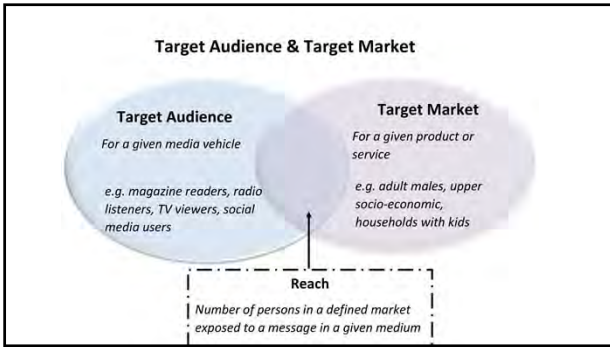 Target Audience & Target Market
Target Audience
For a given media vehicle
e.g. magazine readers, radio
listeners, TV viewers, social
media users
Target Market
For a given product or
service
e.g. adult males, upper
socio-economic,
households with kids
Reach
Number of persons in a defined market
exposed to a message in a given medium